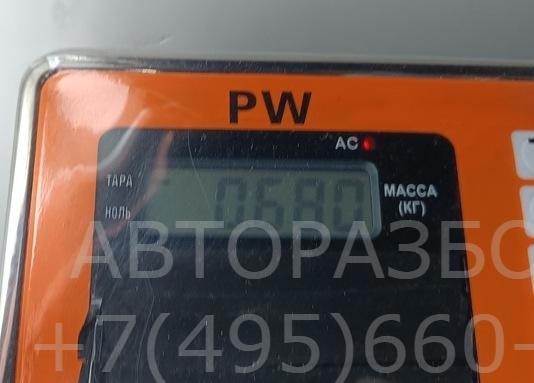 PW
AC
ТАРА
НОЛЬ
0680
МАССА
(КГ)
АВТОРАЗБО
+7(495)660-